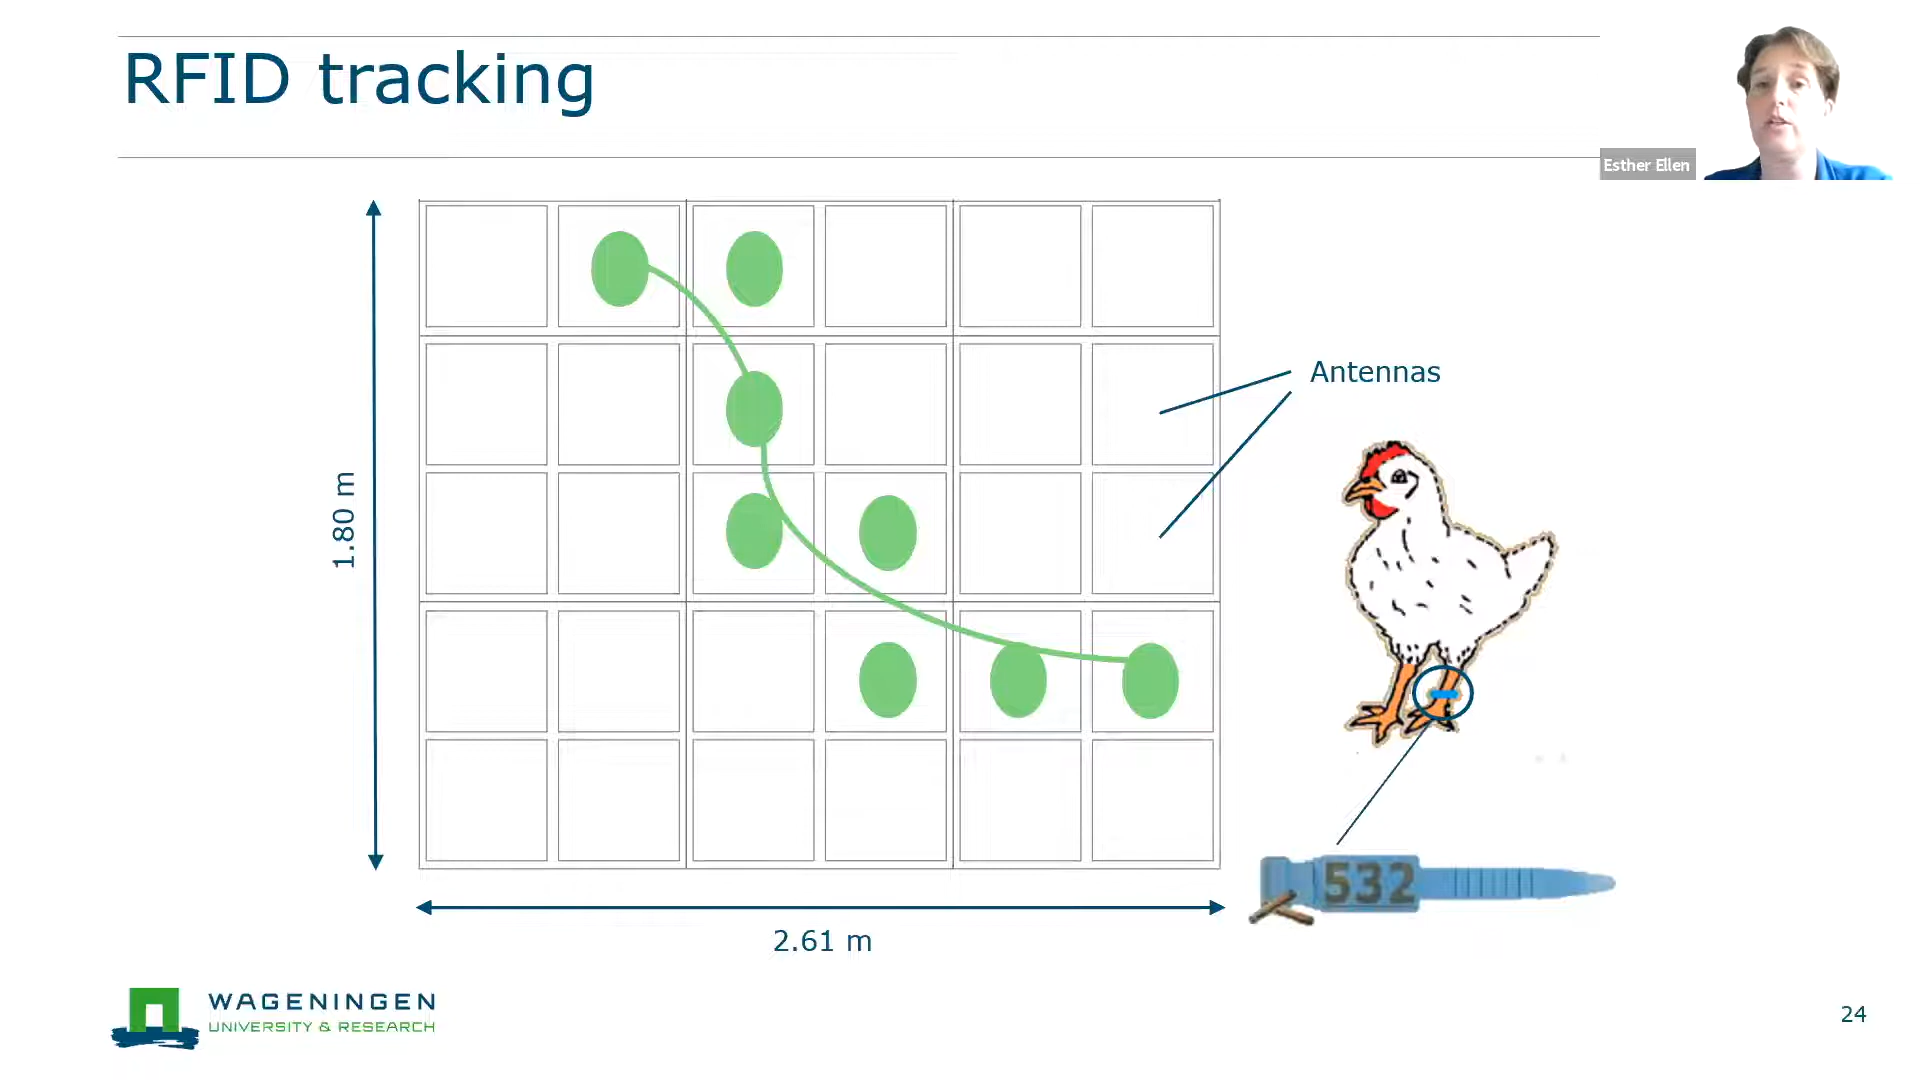 RFID tracking
Esther Ellen
Antennas
1.80 m
532
2.61 m
WAGENINGEN
UNIVERSITY & RESEARCH
24